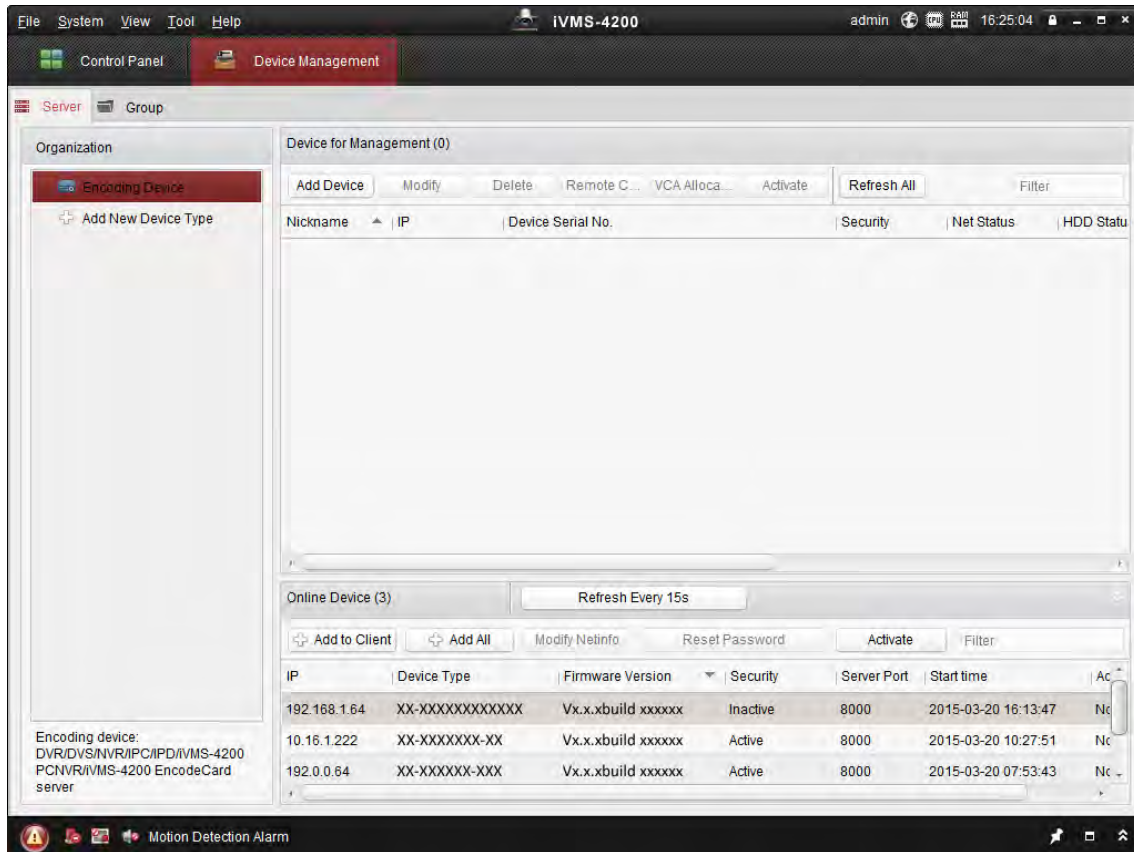 File System View Tool Help iVMS-4200 admin CPU RAM 16:25:04
Control Panel Device Management
Server Group
Organization
Encoding Device
Add New Device Type
Encoding device:
DVR/DVS/NVR/IPC/IPD/iVMS-4200
PCNVR/iVMS-4200 EncodeCard
server
Device for Management (0)
Add Device Modify Delete Remote C... VCA Alloca... Activate Refresh All Filter
Nickname IP Device Serial No. Security Net Status HDD Statu
Online Device (3) Refresh Every 15s
Add to Client Add All Modify Netinfo Reset Password Activate Filter
IP Device Type Firmware Version Security Server Port Start time Ac
192.168.1.64 XX-XXXXXXXXXXXX Vx.x.xbuild xxxxxx Inactive 8000 2015-03-20 16:13:47 No
10.16.1.222 XX-XXXXXXX-XX Vx.x.xbuild xxxxxx Active 8000 2015-03-20 10:27:51 No
192.0.0.64 XX-XXXXXX-XXX Vx.x.xbuild xxxxxx Active 8000 2015-03-20 07:53:43 No
Motion Detection Alarm